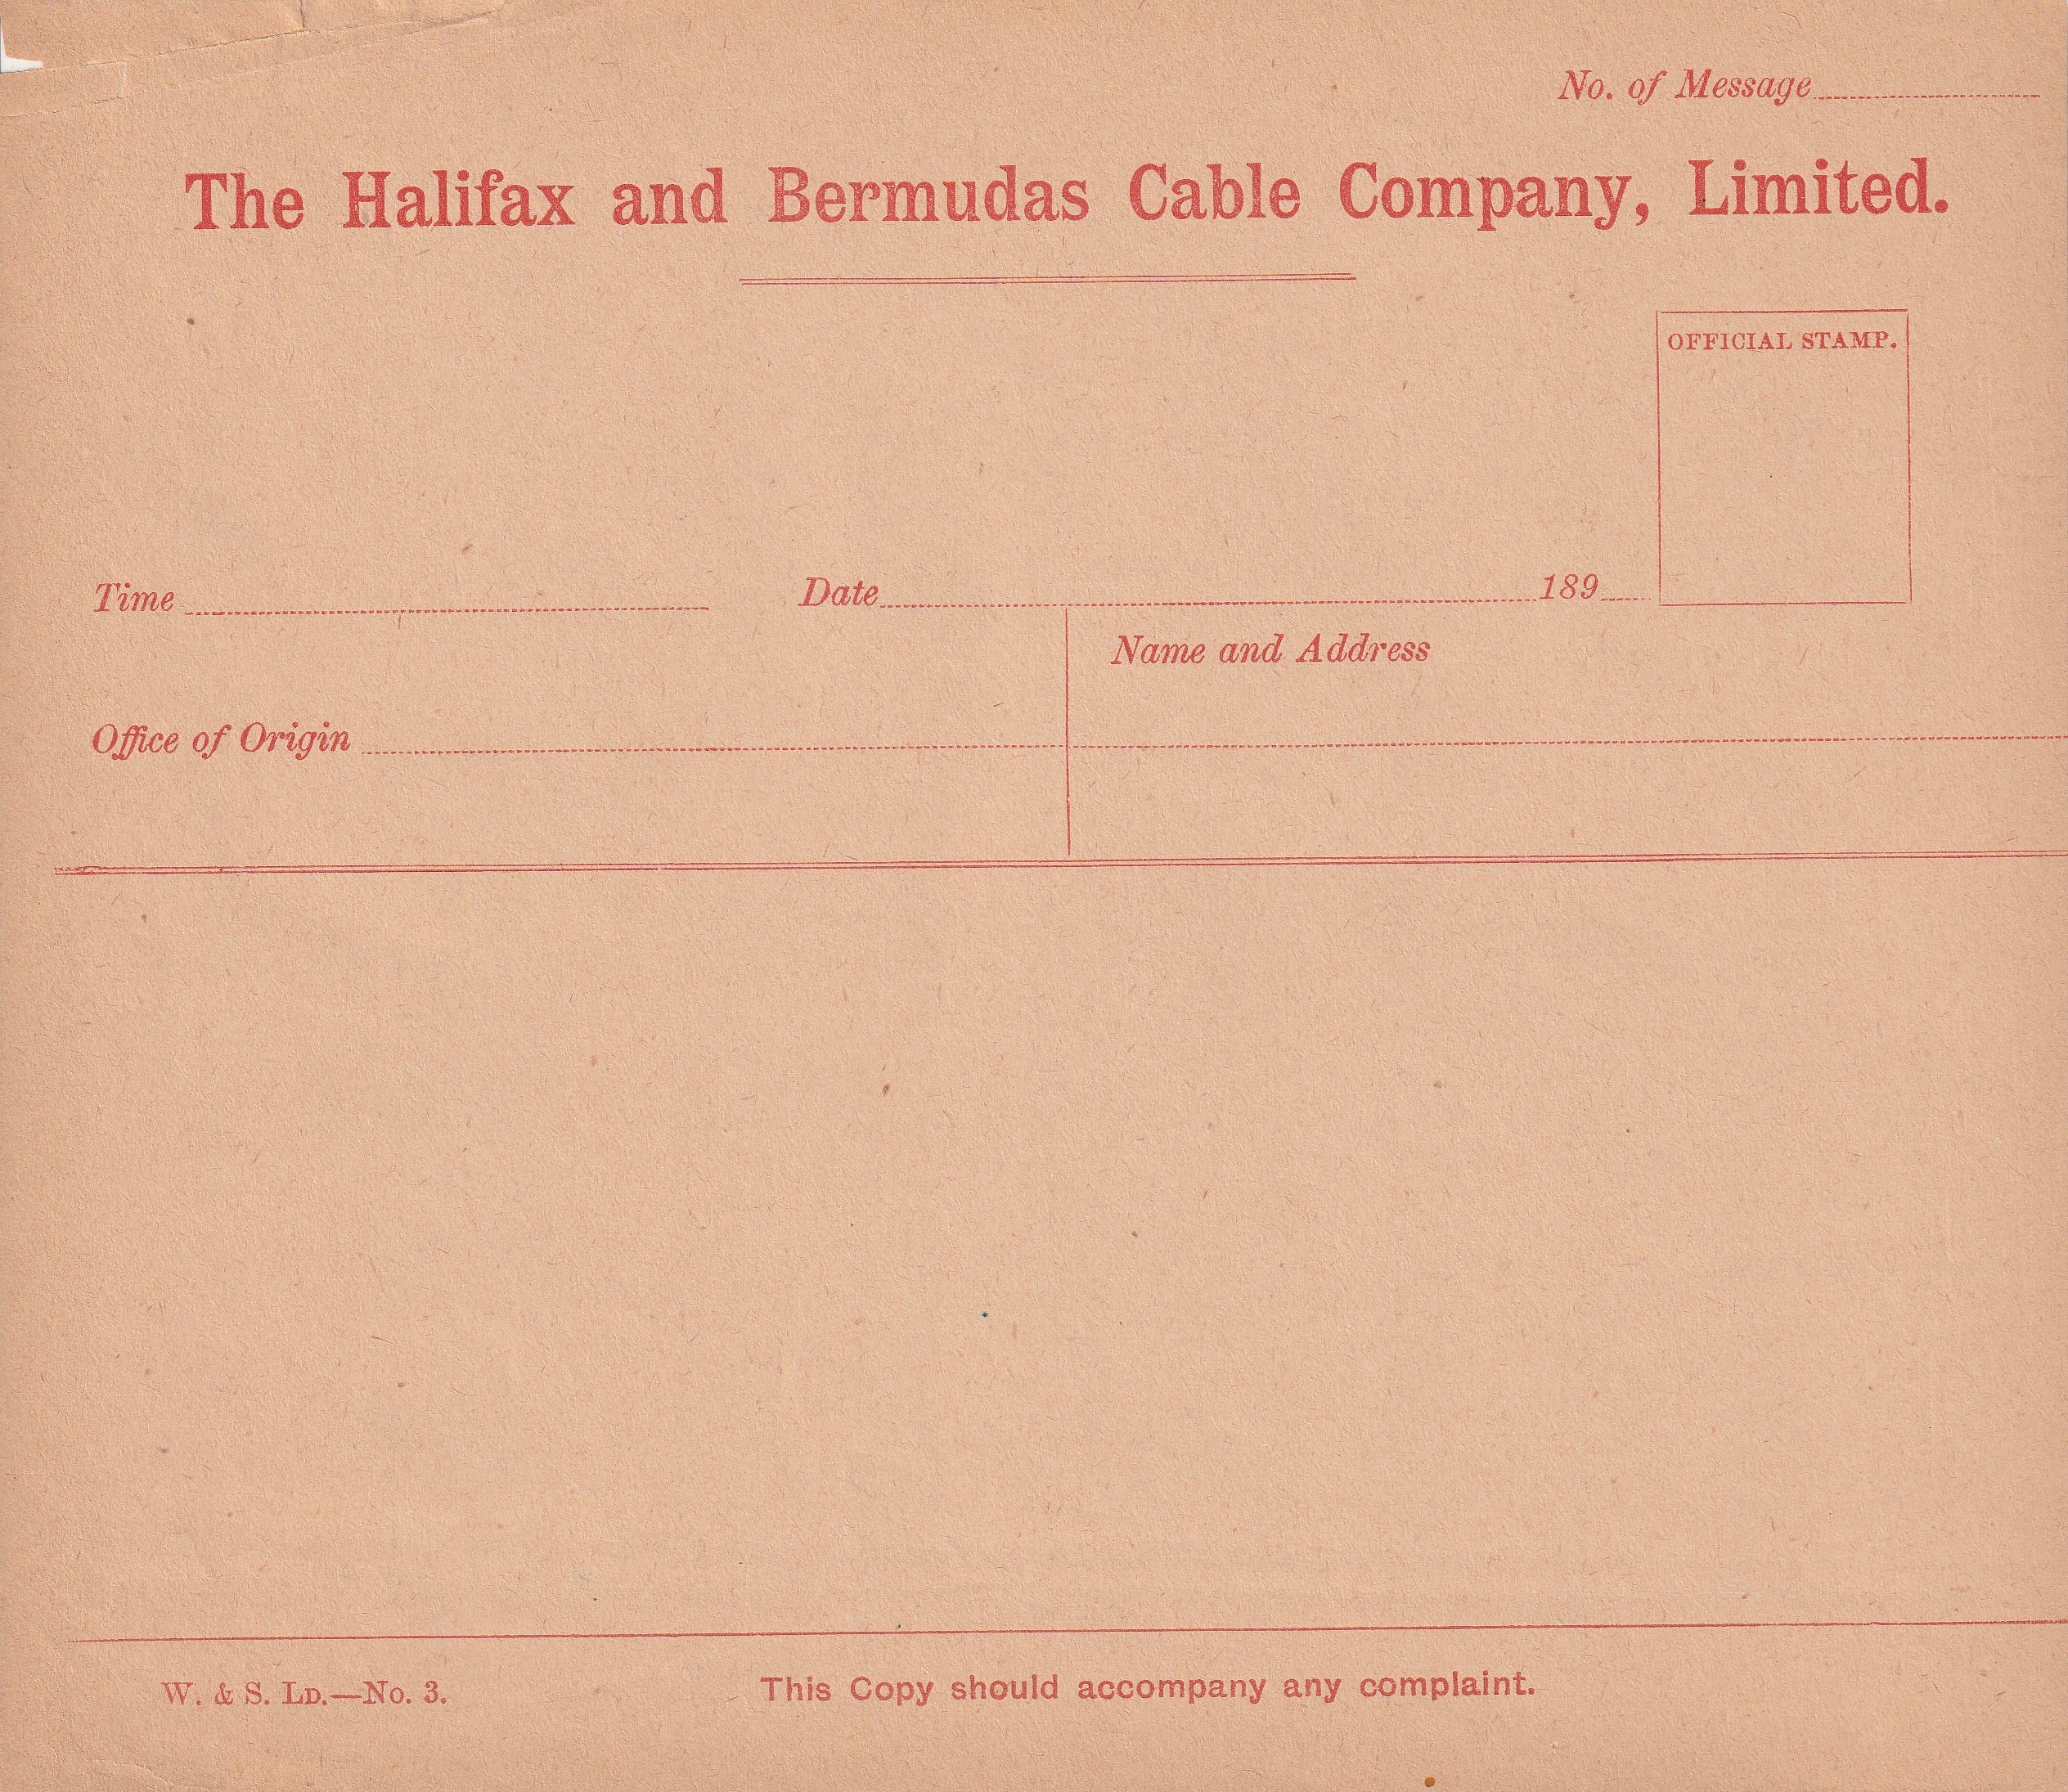 No. of Message
The Halifax and Bermudas Cable Company, Limited.
OFFICIAL STAMP.
Time Date 189
Name and Address
Office of Origin
W. & S. LD.—No. 3. This Copy should accompany any complaint.